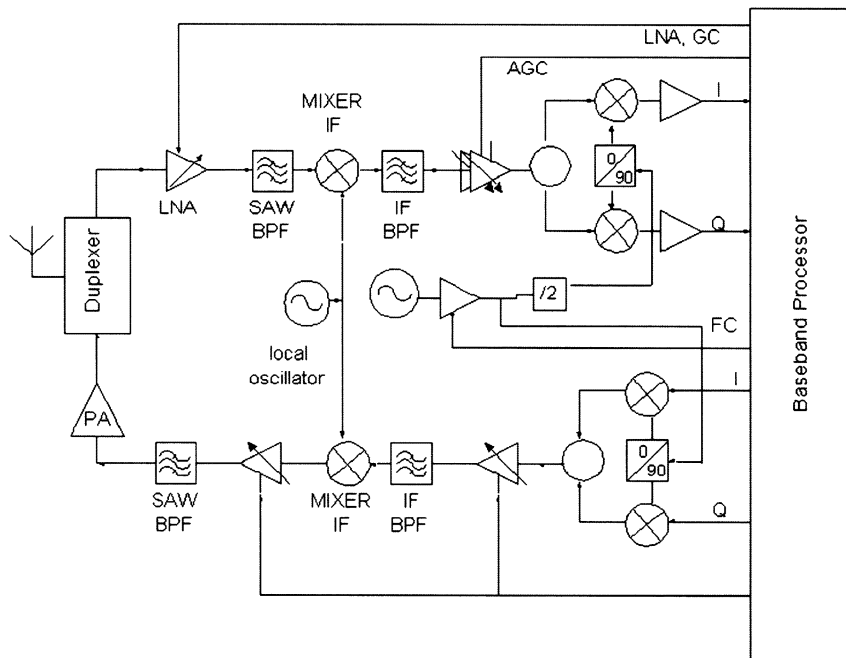 LNA, GC
AGC
I
MIXER
IF
0
90
LNA
SAW
BPF
IF
BPF
Q
Duplexer
/2
FC
local
oscillator
Baseband Processor
I
PA
0
90
SAW
BPF
MIXER
IF
IF
BPF
Q